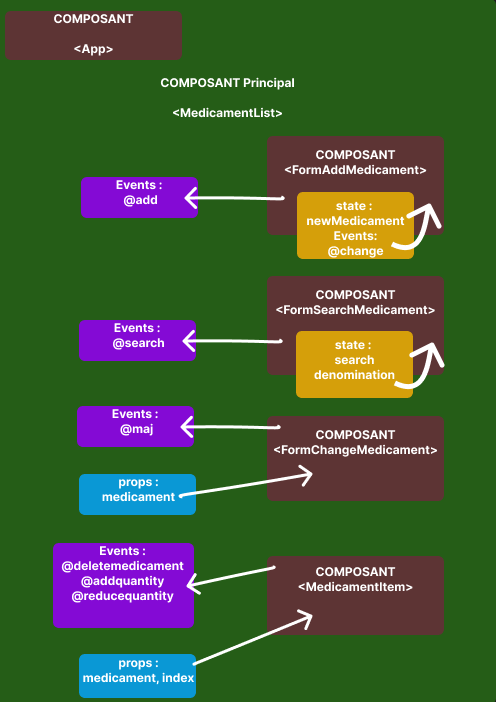 COMPOSANT
<App>
COMPOSANT Principal
<MedicamentList>
COMPOSANT
<FormAddMedicament>
Events :
@add
state :
newMedicament
Events:
@change
COMPOSANT
<FormSearchMedicament>
Events :
@search
state :
search
denomination
Events :
@maj
COMPOSANT
<FormChangeMedicament>
props :
medicament
Events :
@deletemedicament
@addquantity
@reducequantity
COMPOSANT
<MedicamentItem>
props :
medicament, index